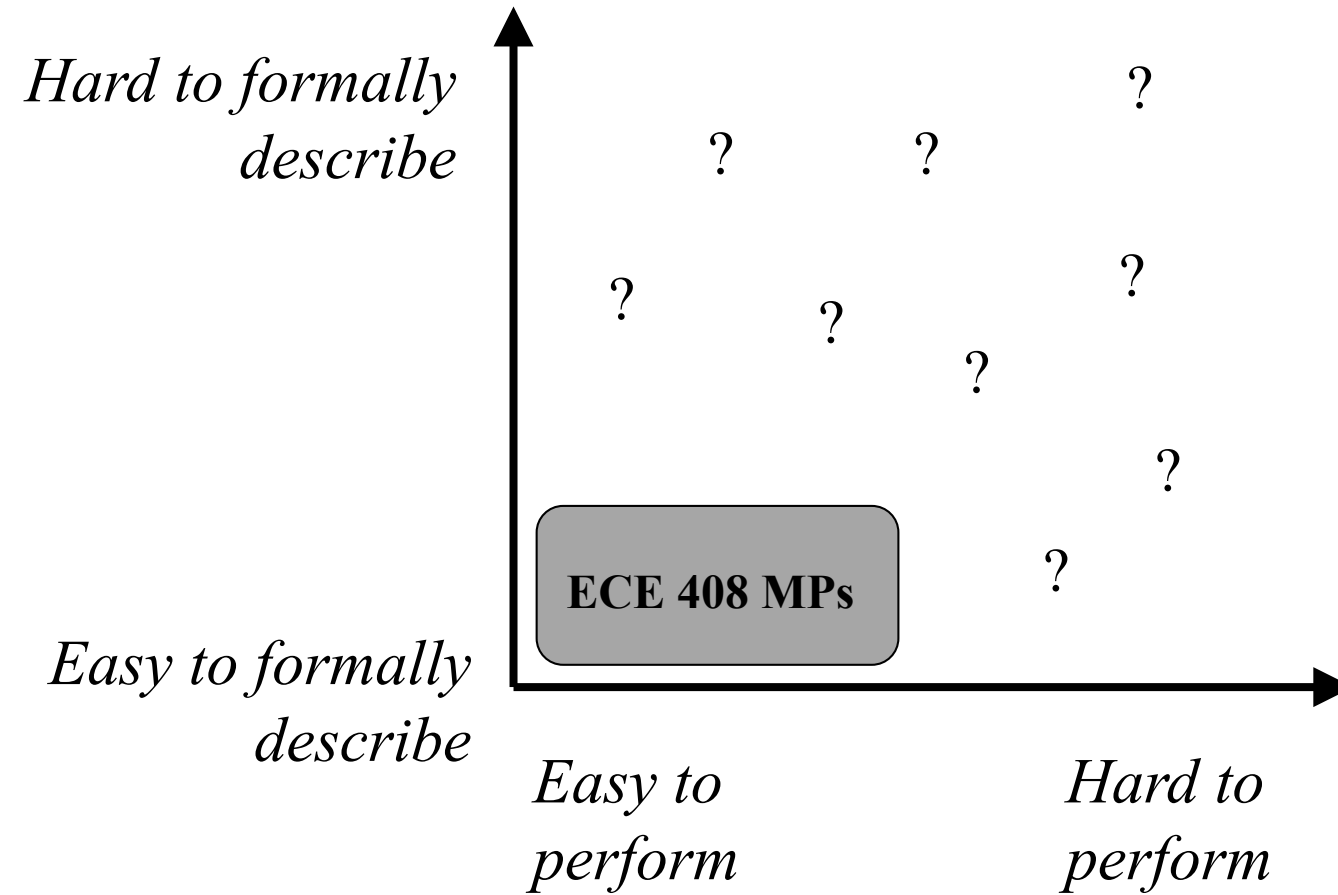 Hard to formally
describe
?
?
?
?
?
?
?
?
?
ECE 408 MPs
Easy to formally
describe
Easy to
perform
Hard to
perform